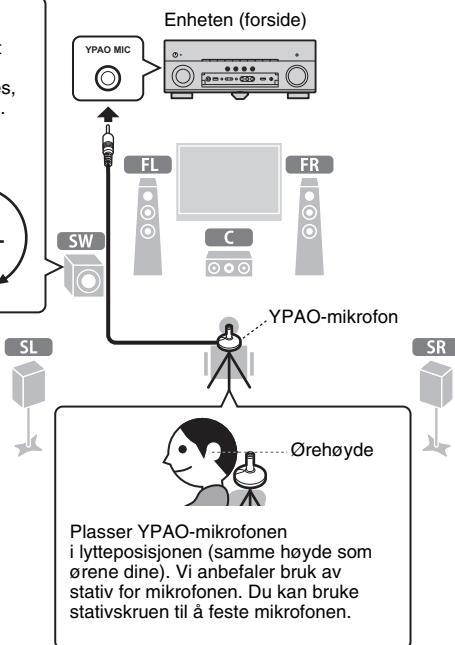 Enheten (forside)
YPAO MIC
es,
FL
FR
SW
C
YPAO-mikrofon
SL
SR
Ørehøyde
Plasser YPAO-mikrofonen
i lytteposisjonen (samme høyde som
ørene dine). Vi anbefaler bruk av
stativ for mikrofonen. Du kan bruke
stativskruen til å feste mikrofonen.